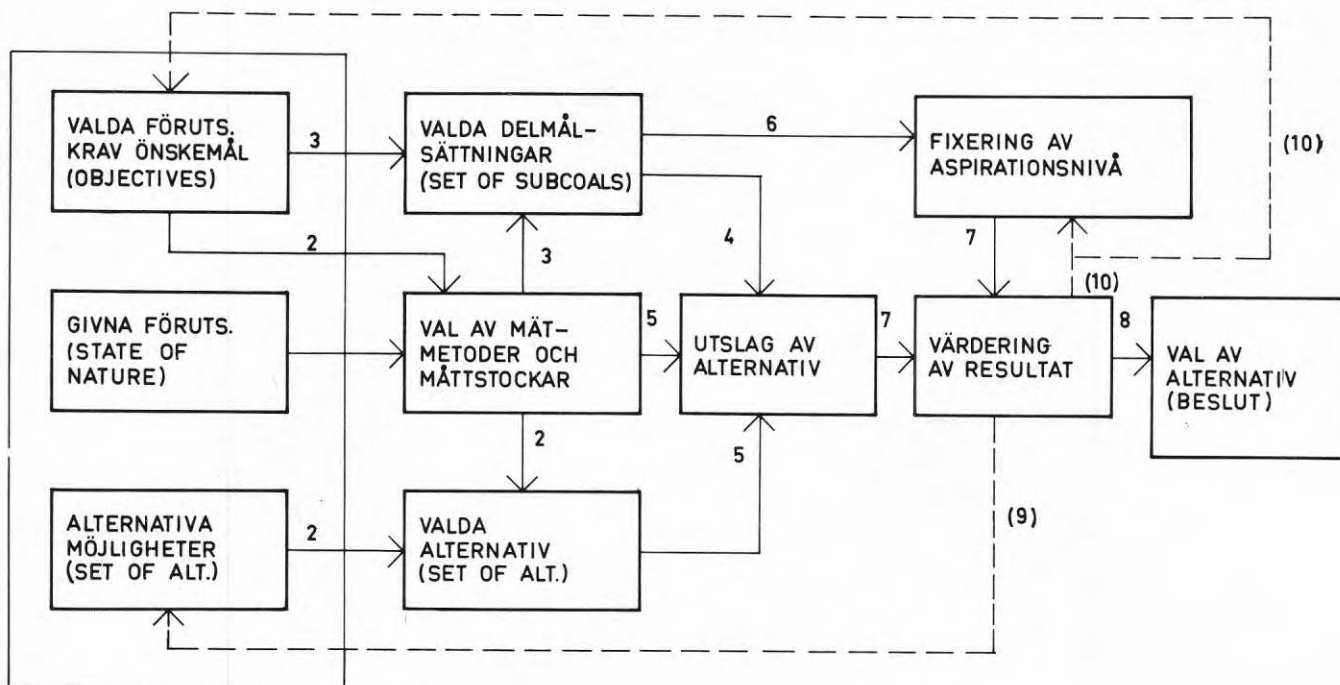 (10)
VALDA FÖRUTS.
KRAV ÖNSKEMÅL
(OBJECTIVES)
3
VALDA DELMÅL-
SÄTTNINGAR
(SET OF SUBCOALS)
6
FIXERING AV
ASPIRATIONSNIVÅ
2
3
4
7
(10)
GIVNA FÖRUTS.
(STATE OF
NATURE)
VAL AV MÄT-
METODER OCH
MÅTTSTOCKAR
5
UTSLAG AV
ALTERNATIV
7
VÄRDERING
AV RESULTAT
8
VAL AV
ALTERNATIV
(BESLUT)
2
5
(9)
ALTERNATIVA
MÖJLIGHETER
(SET OF ALT.)
2
VALDA
ALTERNATIV
(SET OF ALT.)